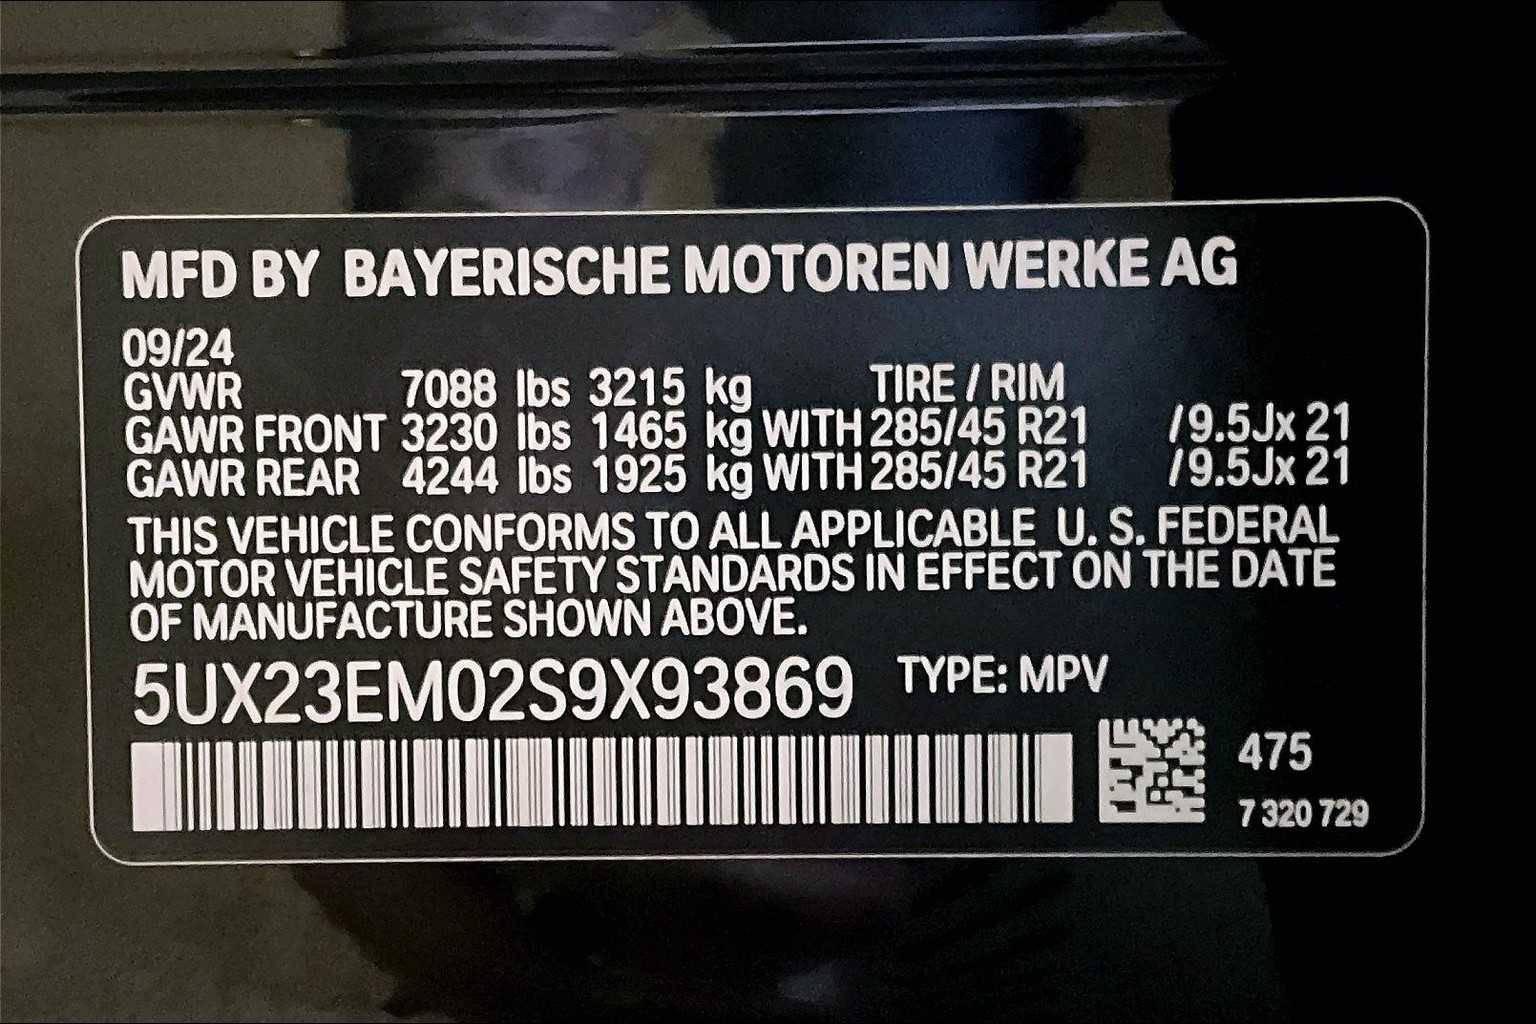 MFD BY BAYERISCHE MOTOREN WERKE AG
09/24
GVWR 7088 lbs 3215 kg TIRE / RIM
GAWR FRONT 3230 lbs 1465 kg WITH 285/45 R21 /9.5Jx 21
GAWR REAR 4244 lbs 1925 kg WITH 285/45 R21 /9.5Jx 21
THIS VEHICLE CONFORMS TO ALL APPLICABLE U. S. FEDERAL
MOTOR VEHICLE SAFETY STANDARDS IN EFFECT ON THE DATE
OF MANUFACTURE SHOWN ABOVE.
5UX23EM02S9X93869 TYPE: MPV
475
7 320 729